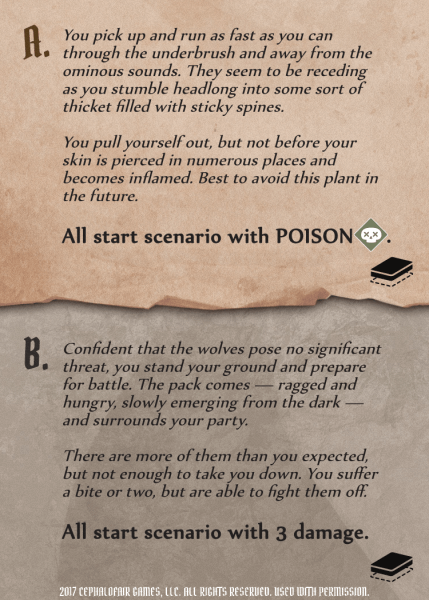 A. You pick up and run as fast as you can
through the underbrush and away from the
ominous sounds. They seem to be receding
as you stumble headlong into some sort of
thicket filled with sticky spines.
You pull yourself out, but not before your
skin is pierced in numerous places and
becomes inflamed. Best to avoid this plant in
the future.
All start scenario with POISON.
B. Confident that the wolves pose no significant
threat, you stand your ground and prepare
for battle. The pack comes — ragged and
hungry, slowly emerging from the dark —
and surrounds your party.
There are more of them than you expected,
but not enough to take you down. You suffer
a bite or two, but are able to fight them off.
All start scenario with 3 damage.
2017 CEPHALOFAIR GAMES, LLC. ALL RIGHTS RESERVED. USED WITH PERMISSION.